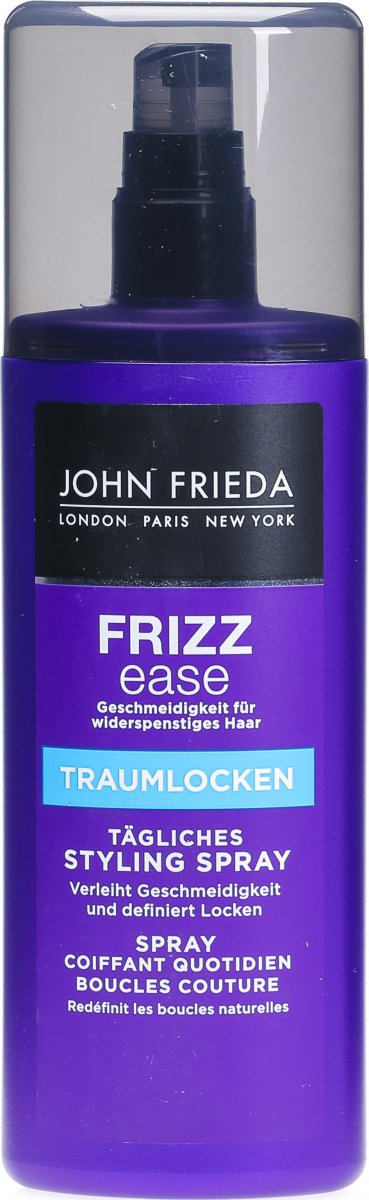 JOHN FRIEDA
LONDON PARIS NEW YORK
FRIZZ
ease
Geschmeidigkeit für
widerspenstiges Haar
TRAUMLOCKEN
TÄGLICHES
STYLING SPRAY
Verleiht Geschmeidigkeit
und definiert Locken
SPRAY
COIFFANT QUOTIDIEN
BOUCLES COUTURE
Redéfinit les boucles naturelles